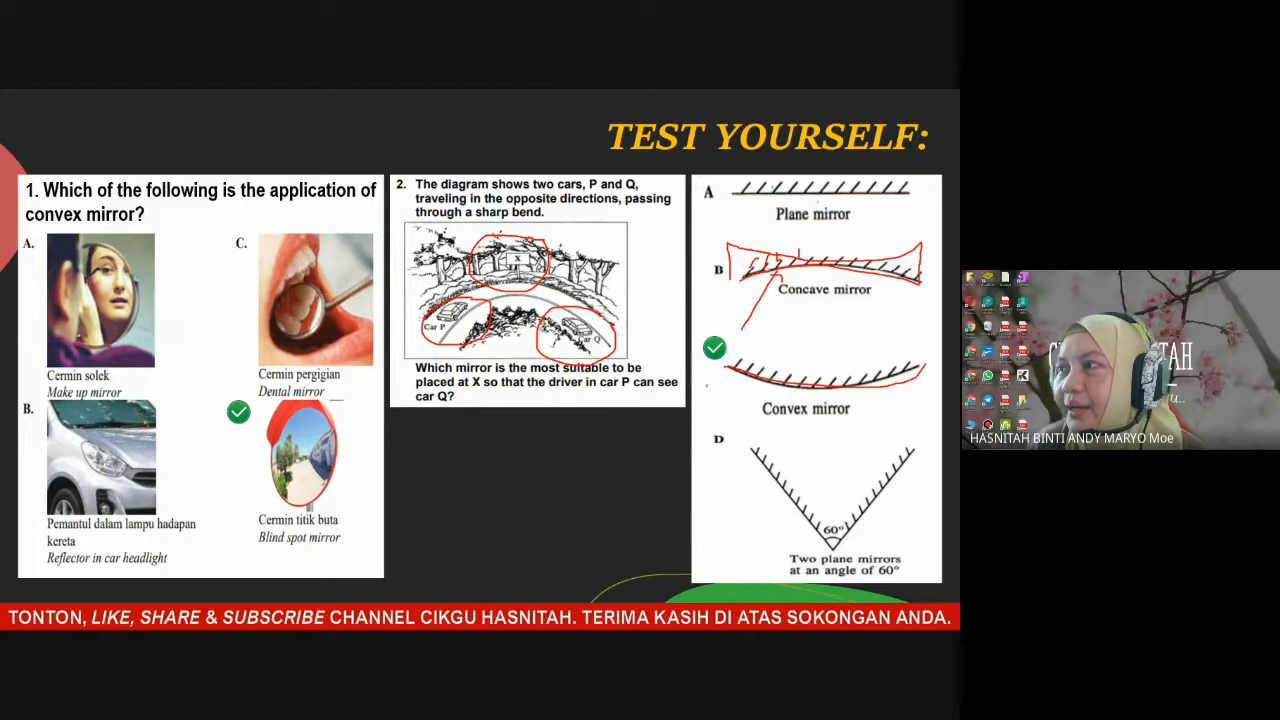 TEST YOURSELF:
1. Which of the following is the application of
convex mirror?
A.
Cermin solek
Make up mirror
C.
Cermin pergigian
Dental mirror
B.
Pemantul dalam lampu hadapan
kereta
Reflector in car headlight
Cermin titik buta
Blind spot mirror
2. The diagram shows two cars, P and Q,
traveling in the opposite directions, passing
through a sharp bend.
X
Car P
Car Q
Which mirror is the most suitable to be
placed at X so that the driver in car P can see
car Q?
A
Plane mirror
B
Concave mirror
Convex mirror
D
60°
Two plane mirrors
at an angle of 60°
TAH
HASNITAH BINTI ANDY MARYO Moe
TONTON, LIKE, SHARE & SUBSCRIBE CHANNEL CIKGU HASNITAH. TERIMA KASIH DI ATAS SOKONGAN ANDA.